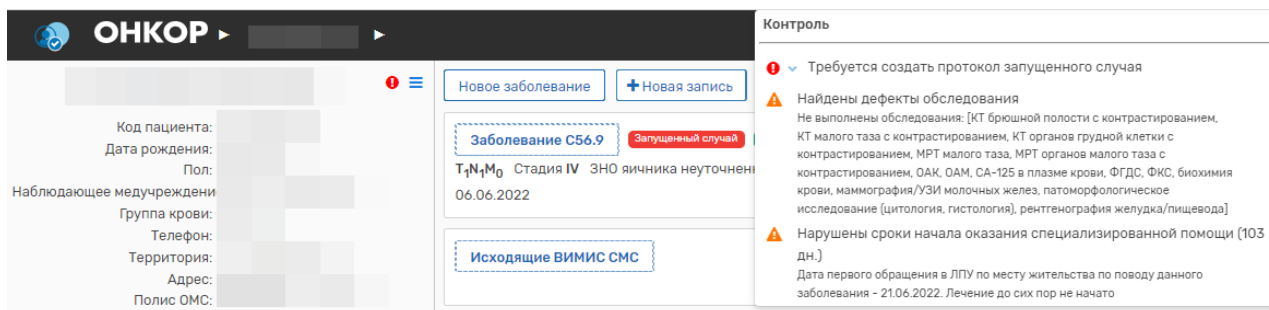 ОНКОР
Код пациента:
Дата рождения:
Пол:
Наблюдающее медучреждени
Группа крови:
Телефон:
Территория:
Адрес:
Полис ОМС:
Новое заболевание
+Новая запись
Заболевание C56.9
Запущенный случай
T1N1M0 Стадия IV ЗНО яичника неуточнен
06.06.2022
Исходящие ВИМИС СМС
Контроль
Требуется создать протокол запущенного случая
Найдены дефекты обследования
Не выполнены обследования: [КТ брюшной полости с контрастированием,
КТ малого таза с контрастированием, КТ органов грудной клетки с
контрастированием, МРТ малого таза, МРТ органов малого таза с
контрастированием, ОАК, ОАМ, СА-125 в плазме крови, ФГДС, ФКС, биохимия
крови, маммография/УЗИ молочных желез, патоморфологическое
исследование (цитология, гистология), рентгенография желудка/пищевода]
Нарушены сроки начала оказания специализированной помощи (103
дн.)
Дата первого обращения в ЛПУ по месту жительства по поводу данного
заболевания - 21.06.2022. Лечение до сих пор не начато